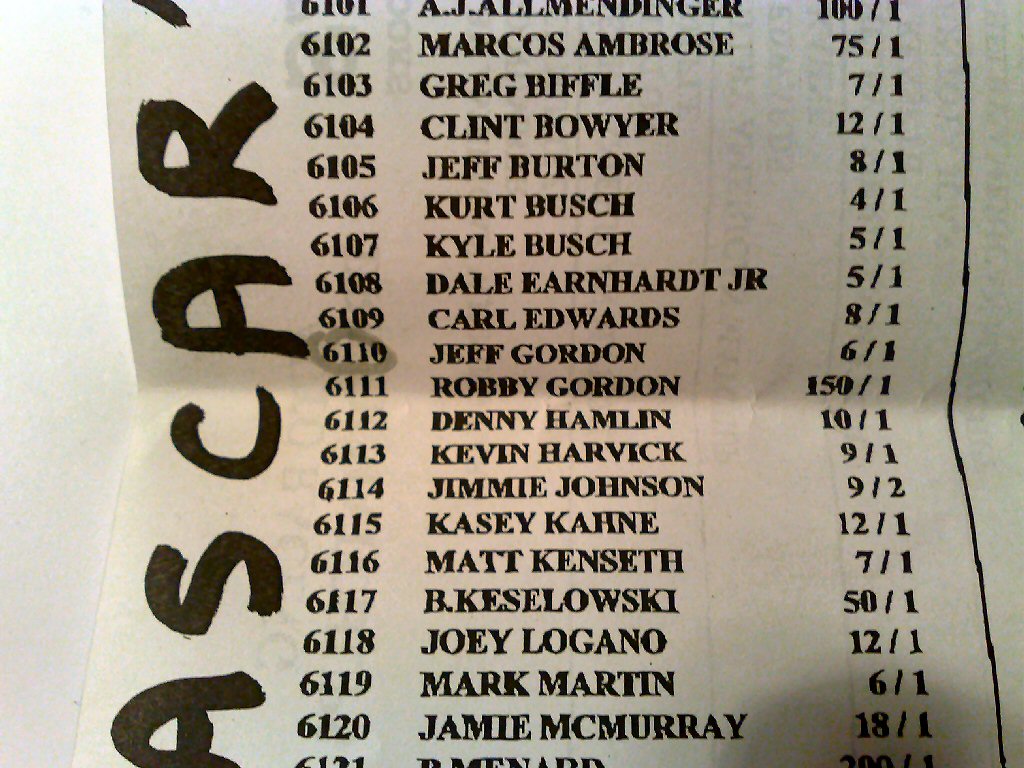 6101 A.J.ALLMENDINGER 100 / 1
6102 MARCOS AMBROSE 75 / 1
6103 GREG BIFFLE 7 / 1
6104 CLINT BOWYER 12 / 1
6105 JEFF BURTON 8 / 1
6106 KURT BUSCH 4 / 1
6107 KYLE BUSCH 5 / 1
6108 DALE EARNHARDT JR 5 / 1
6109 CARL EDWARDS 8 / 1
6110 JEFF GORDON 6 / 1
6111 ROBBY GORDON 150 / 1
6112 DENNY HAMLIN 10 / 1
6113 KEVIN HARVICK 9 / 1
6114 JIMMIE JOHNSON 9 / 2
6115 KASEY KAHNE 12 / 1
6116 MATT KENSETH 7 / 1
6117 B.KESELOWSKI 50 / 1
6118 JOEY LOGANO 12 / 1
6119 MARK MARTIN 6 / 1
6120 JAMIE MCMURRAY 18 / 1
6121 P.MENARD 200 / 1
ASCAR